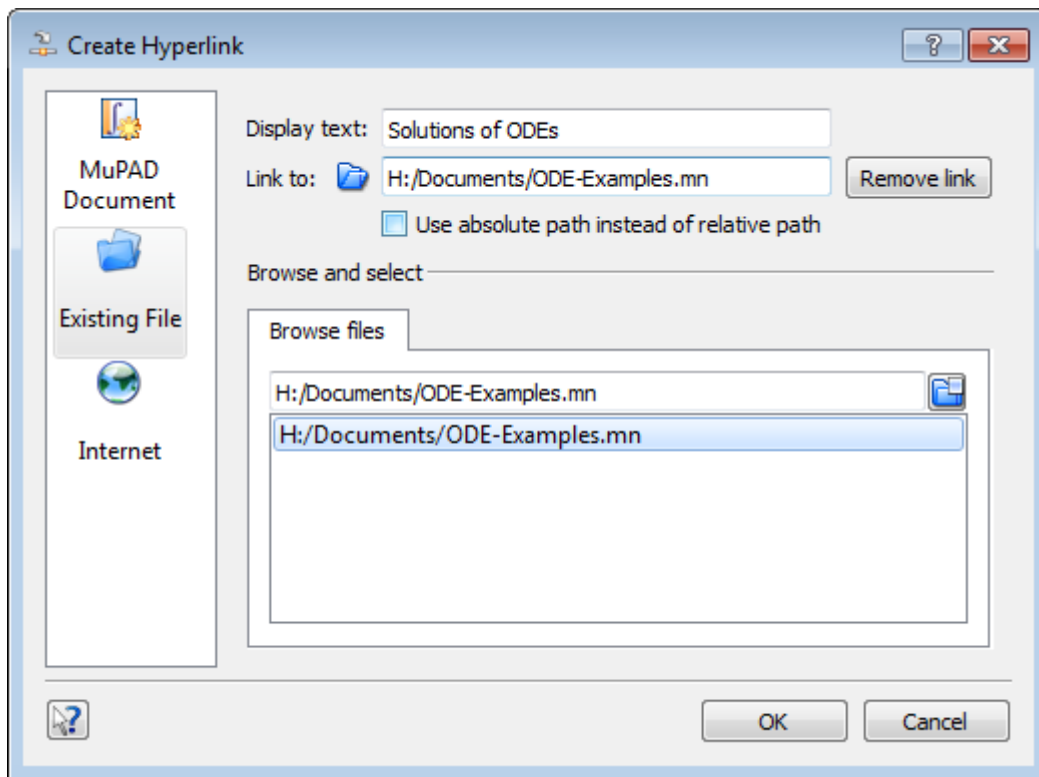 Create Hyperlink
MuPAD
Document
Existing File
Internet
Display text: Solutions of ODEs
Link to: H:/Documents/ODE-Examples.mn Remove link
Use absolute path instead of relative path
Browse and select
Browse files
H:/Documents/ODE-Examples.mn
H:/Documents/ODE-Examples.mn
OK Cancel